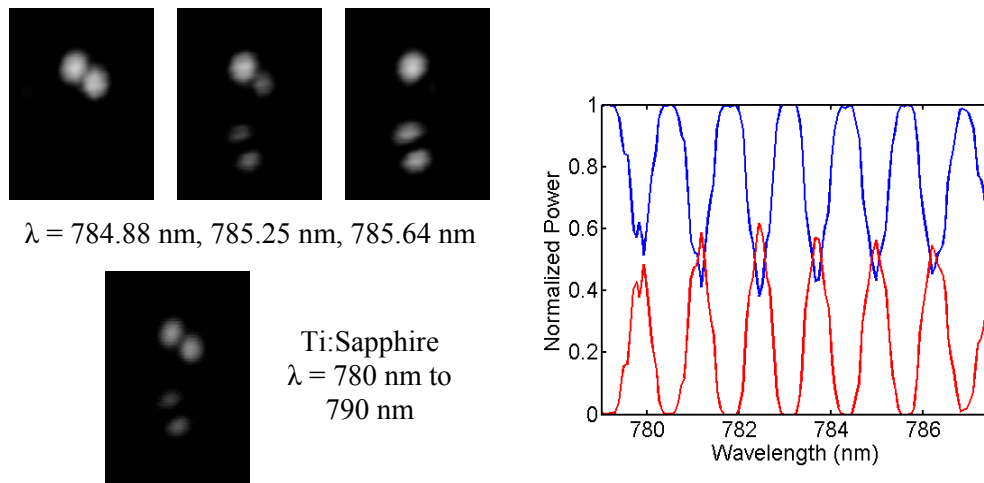 λ = 784.88 nm, 785.25 nm, 785.64 nm
Ti:Sapphire
λ = 780 nm to
790 nm
1
0.8
0.6
0.4
0.2
0
Normalized Power
780 782 784 786
Wavelength (nm)